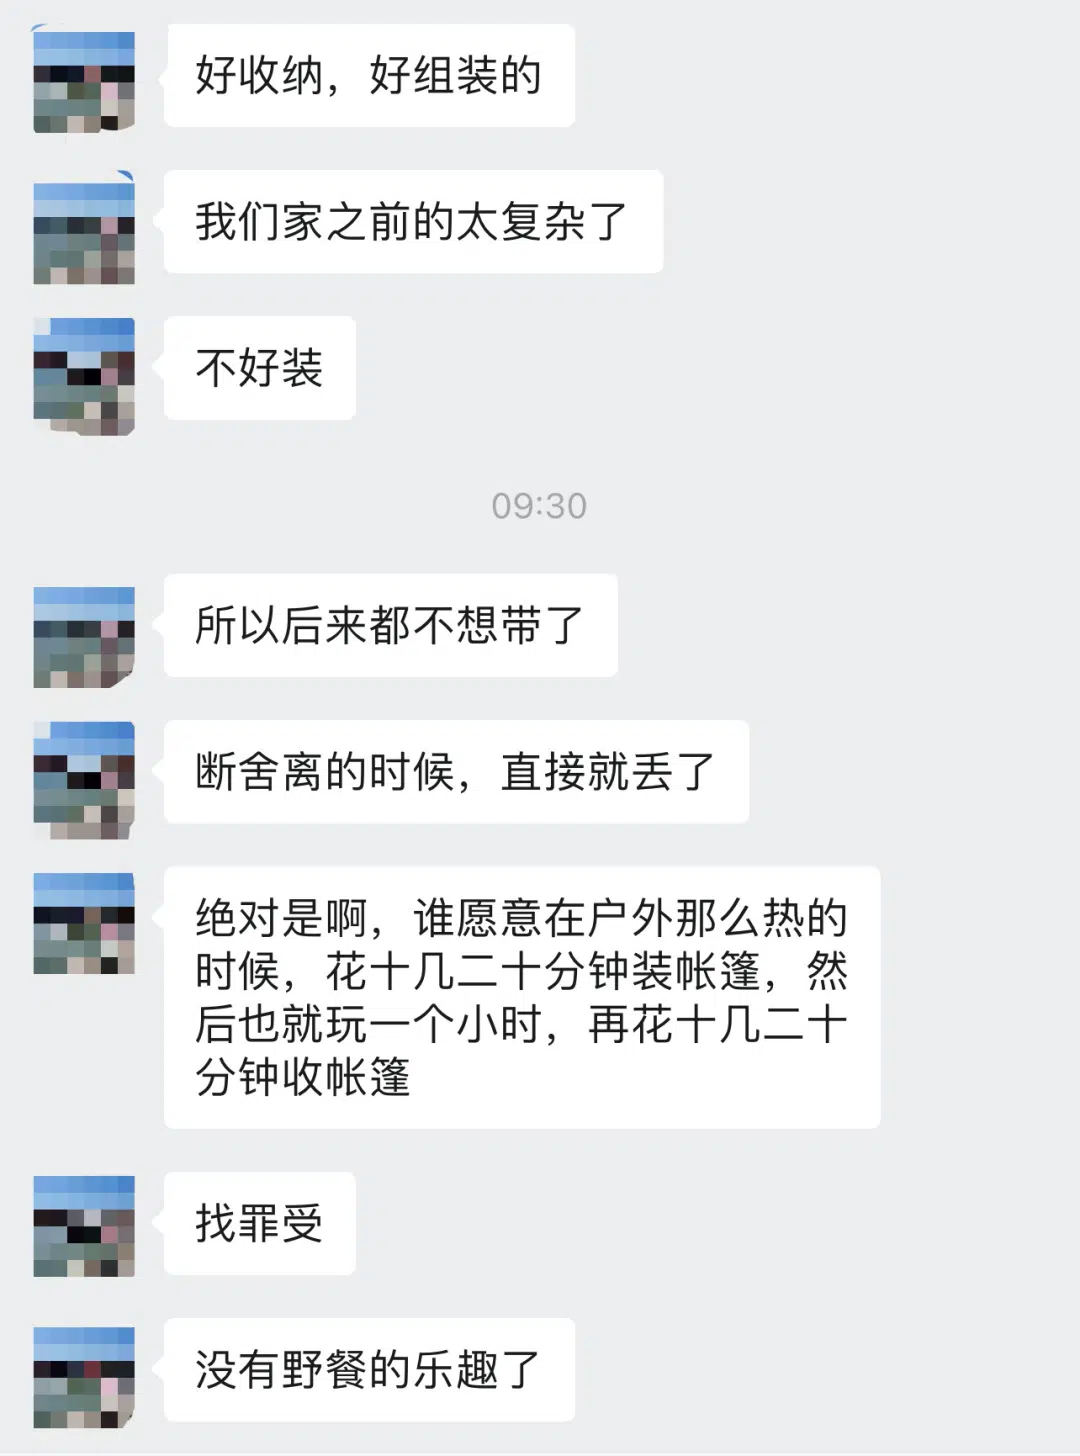 好收纳，好组装的
我们家之前的太复杂了
不好装
09:30
所以后来都不想带了
断舍离的时候，直接就丢了
绝对是啊，谁愿意在户外那么热的
时候，花十几二十分钟装帐篷，然
后也就玩一个小时，再花十几二十
分钟收帐篷
找罪受
没有野餐的乐趣了